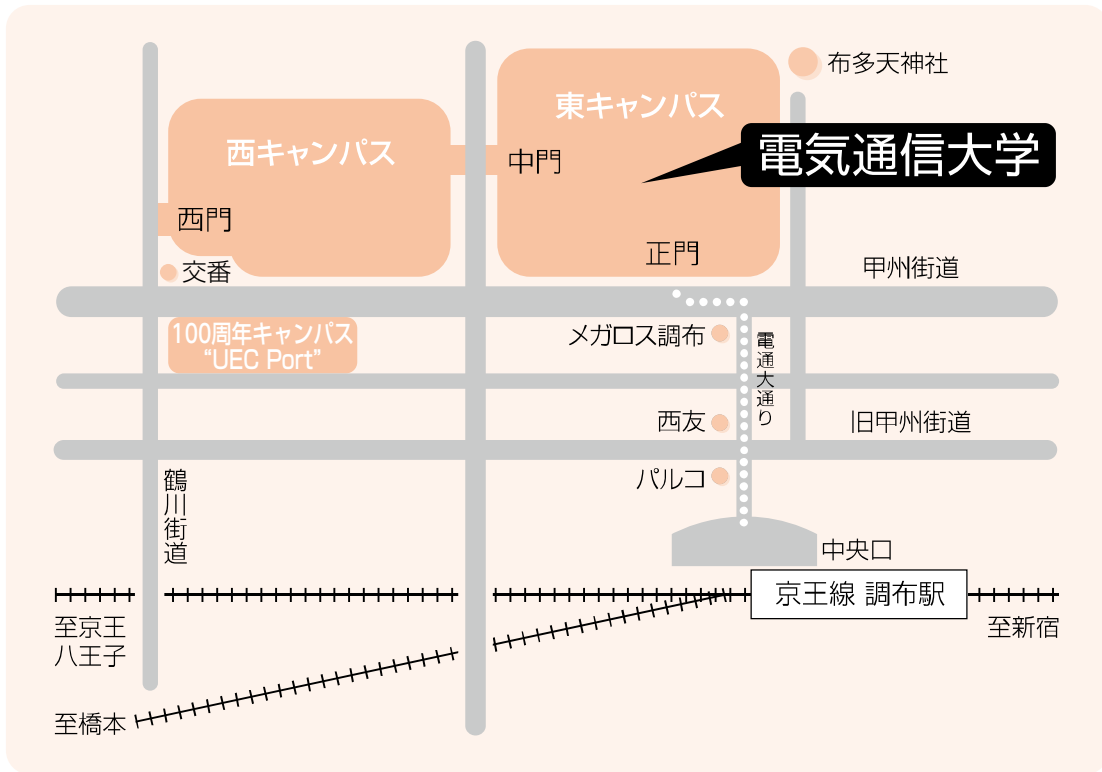 布多天神社
東キャンパス
西キャンパス
電気通信大学
中門
西門
正門
交番
甲州街道
100周年キャンパス
“UEC Port”
メガロス調布
電通大通り
西友
旧甲州街道
パルコ
鶴川街道
中央口
京王線 調布駅
至京王
八王子
至新宿
至橋本